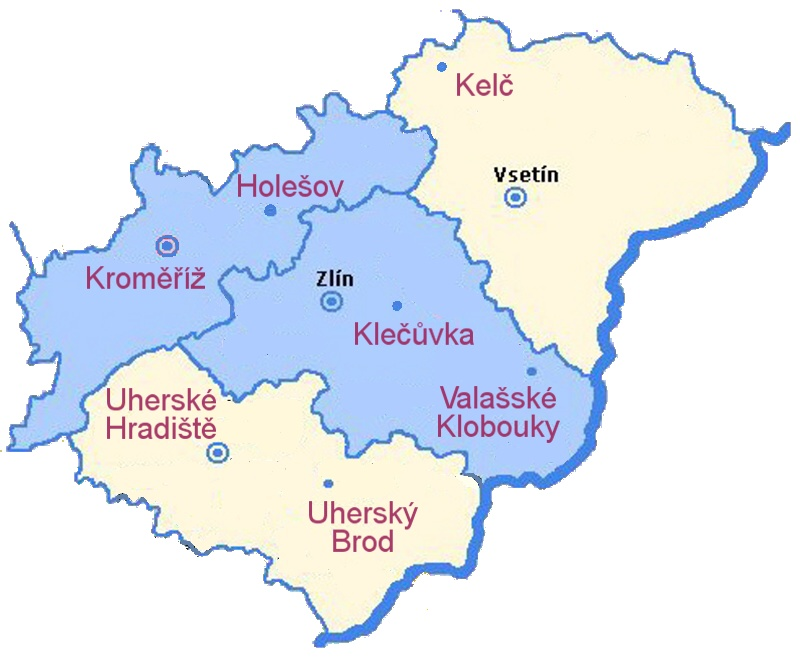 Kelč
Vsetín
Holešov
Kroměříž
Zlín
Klečůvka
Valašské
Klobouky
Uherské
Hradiště
Uherský
Brod